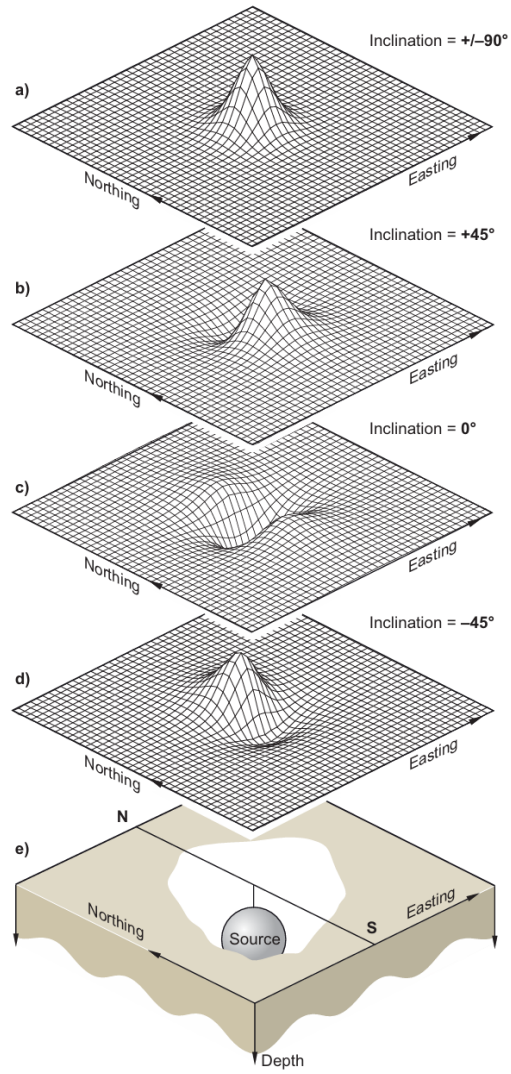 Inclination = +/–90°
a)
Northing
Easting
Inclination = +45°
b)
Northing
Easting
Inclination = 0°
c)
Northing
Easting
Inclination = –45°
d)
Northing
Easting
N
e)
Northing
Easting
Source
S
Depth